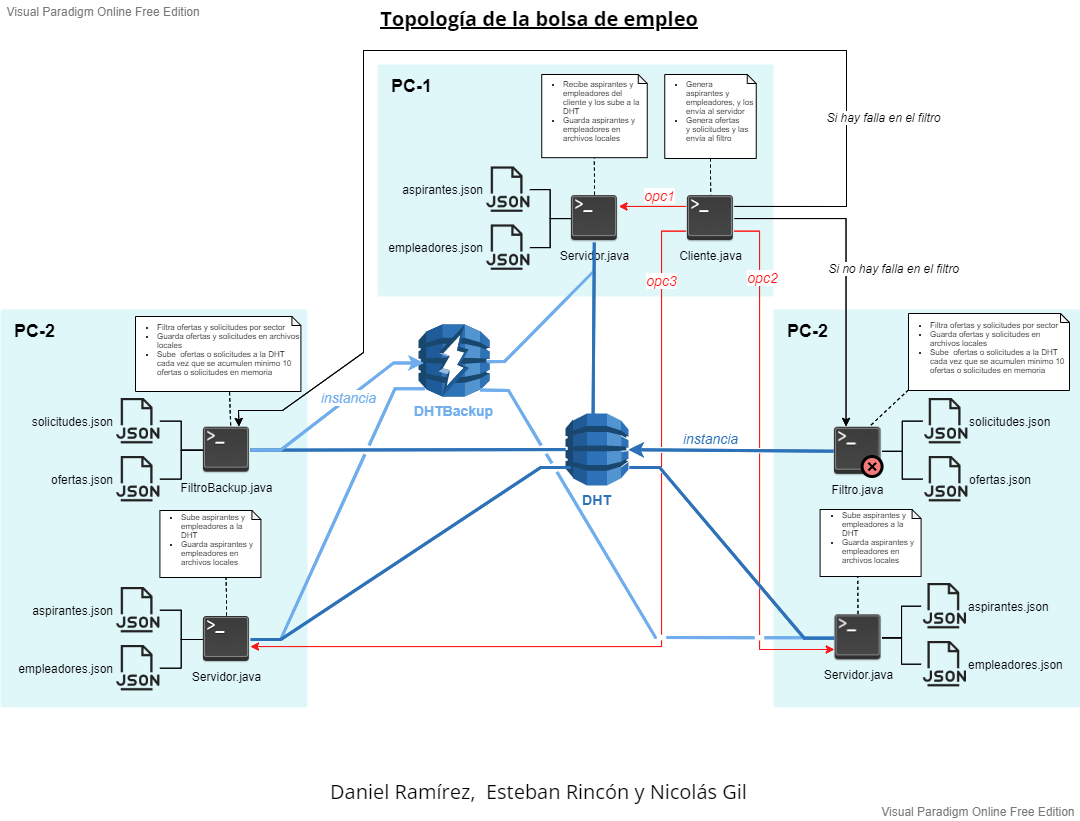 Visual Paradigm Online Free Edition
Topología de la bolsa de empleo
PC-1
Recibe aspirantes y
empleadores del
cliente y los sube a la
DHT
Guarda aspirantes y
empleadores en
archivos locales
Genera
aspirantes y
empleadores, y los
envía al servidor
Genera ofertas
y solicitudes y las
envía al filtro
Si hay falla en el filtro
aspirantes.json
JSON
empleadores.json
JSON
opc1
Servidor.java
Cliente.java
opc3
opc2
Si no hay falla en el filtro
PC-2
Filtra ofertas y solicitudes por sector
Guarda ofertas y solicitudes en archivos
locales
Sube ofertas o solicitudes a la DHT
cada vez que se acumulen minimo 10
ofertas o solicitudes en memoria
solicitudes.json
JSON
ofertas.json
JSON
FiltroBackup.java
instancia
DHTBackup
DHT
instancia
PC-2
Filtra ofertas y solicitudes por sector
Guarda ofertas y solicitudes en
archivos locales
Sube ofertas o solicitudes a la DHT
cada vez que se acumulen minimo 10
ofertas o solicitudes en memoria
JSON
solicitudes.json
JSON
ofertas.json
Filtro.java
Sube aspirantes y
empleadores a la
DHT
Guarda aspirantes y
empleadores en
archivos locales
aspirantes.json
JSON
empleadores.json
JSON
Servidor.java
Sube aspirantes y
empleadores a la
DHT
Guarda aspirantes y
empleadores en
archivos locales
JSON
aspirantes.json
JSON
empleadores.json
Servidor.java
Daniel Ramírez, Esteban Rincón y Nicolás Gil
Visual Paradigm Online Free Edition